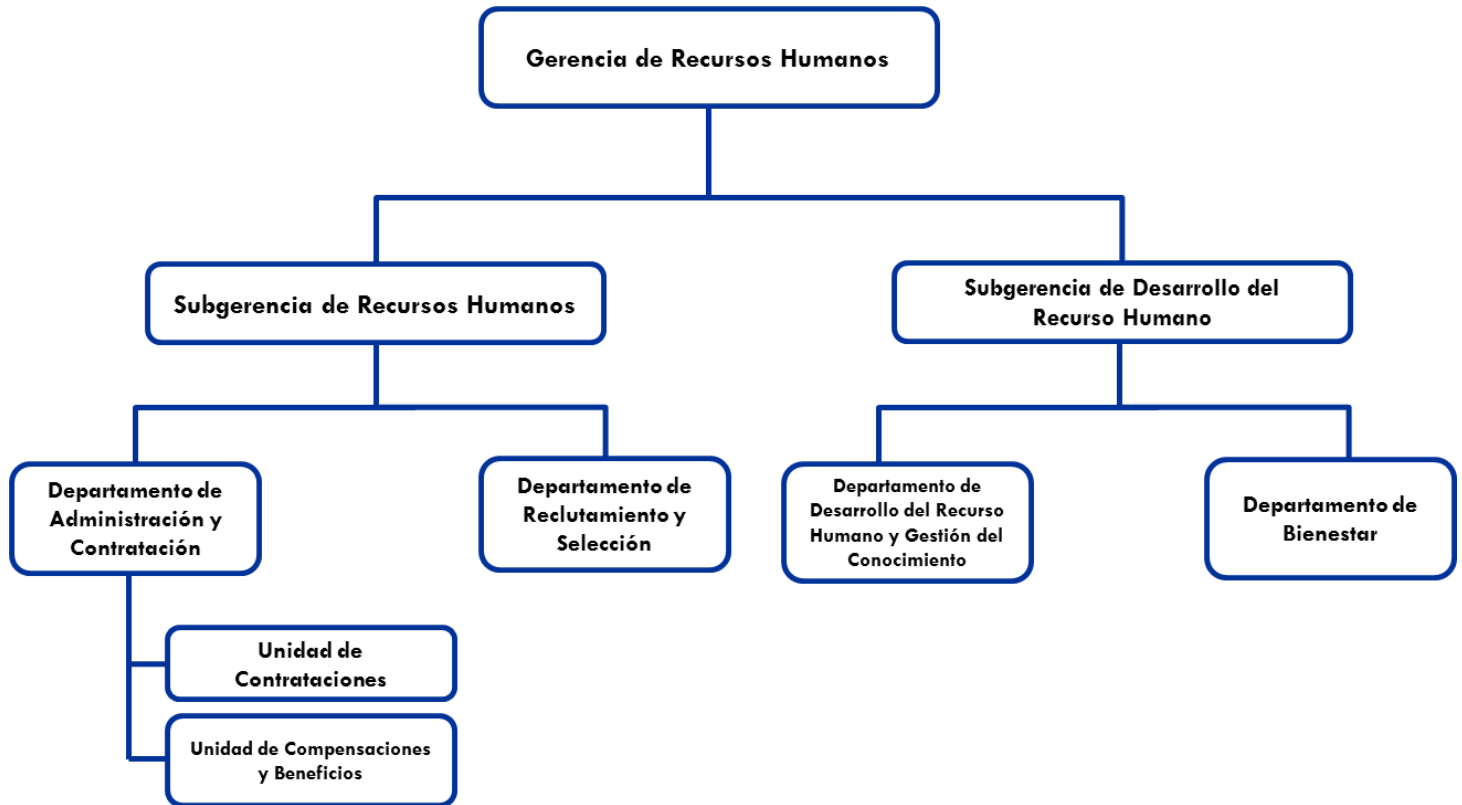 Gerencia de Recursos Humanos
Subgerencia de Recursos Humanos
Subgerencia de Desarrollo del
Recurso Humano
Departamento de
Administración y
Contratación
Departamento de
Reclutamiento y
Selección
Departamento de
Desarrollo del Recurso
Humano y Gestión del
Conocimiento
Departamento de
Bienestar
Unidad de
Contrataciones
Unidad de Compensaciones
y Beneficios